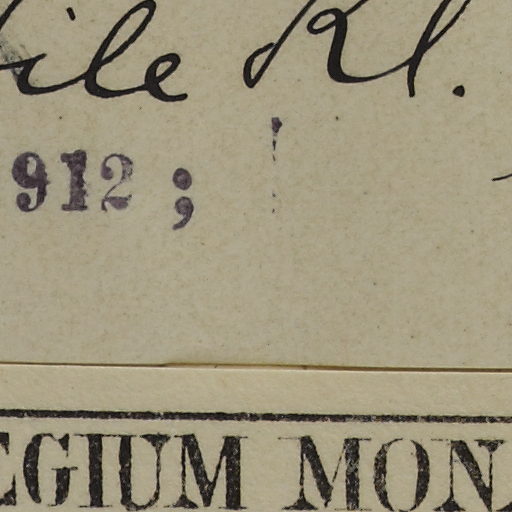 ile Kl.
912 ;
EGIUM MON